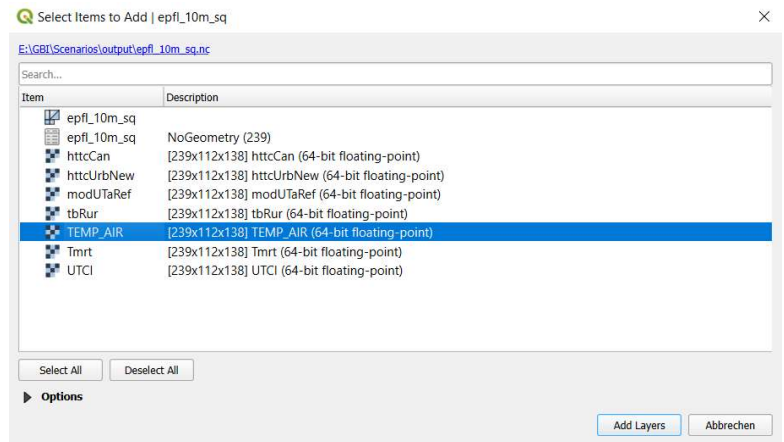 Select Items to Add | epfl_10m_sq
E:\GBI\Scenarios\output\epfl_10m_sq.nc
Search...
Item Description
epfl_10m_sq
epfl_10m_sq NoGeometry (239)
httcCan [239x112x138] httcCan (64-bit floating-point)
httcUrbNew [239x112x138] httcUrbNew (64-bit floating-point)
modUTaRef [239x112x138] modUTaRef (64-bit floating-point)
tbRur [239x112x138] tbRur (64-bit floating-point)
TEMP_AIR [239x112x138] TEMP_AIR (64-bit floating-point)
Tmrt [239x112x138] Tmrt (64-bit floating-point)
UTCI [239x112x138] UTCI (64-bit floating-point)
Select All Deselect All
Options
Add Layers Abbrechen